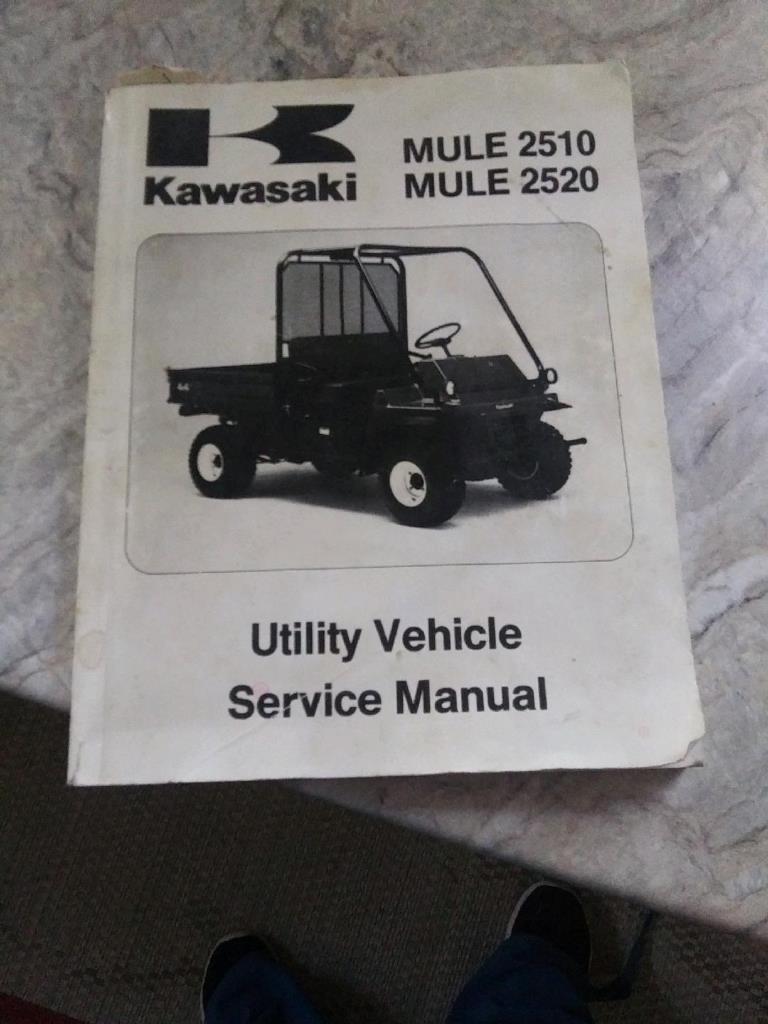 Kawasaki
MULE 2510
MULE 2520
Utility Vehicle
Service Manual